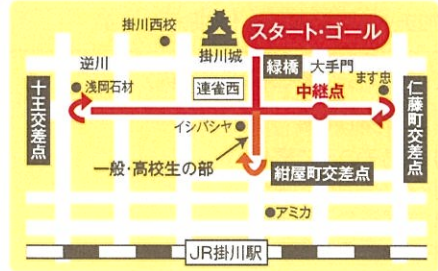 掛川西校
掛川城
スタート・ゴール
逆川
緑橋
大手門
ます忠
浅岡石材
連雀西
中継点
十王交差点
仁藤町交差点
イシバシヤ
一般・高校生の部
紺屋町交差点
アミカ
JR掛川駅